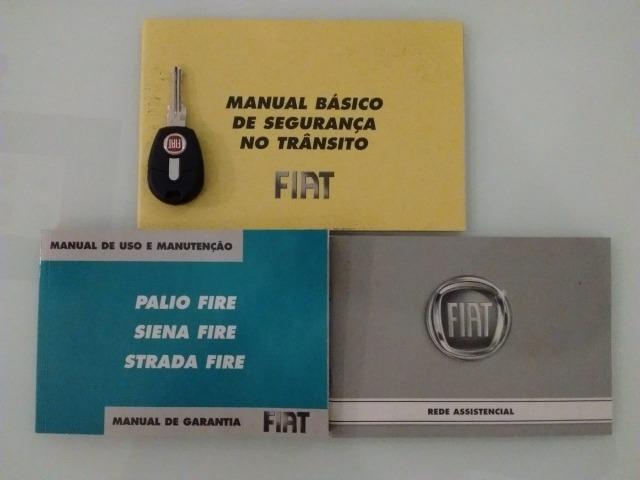 MANUAL BÁSICO
DE SEGURANÇA
NO TRÂNSITO
FIAT
FIAT
MANUAL DE USO E MANUTENÇÃO
PALIO FIRE
SIENA FIRE
STRADA FIRE
MANUAL DE GARANTIA FIAT
FIAT
REDE ASSISTENCIAL